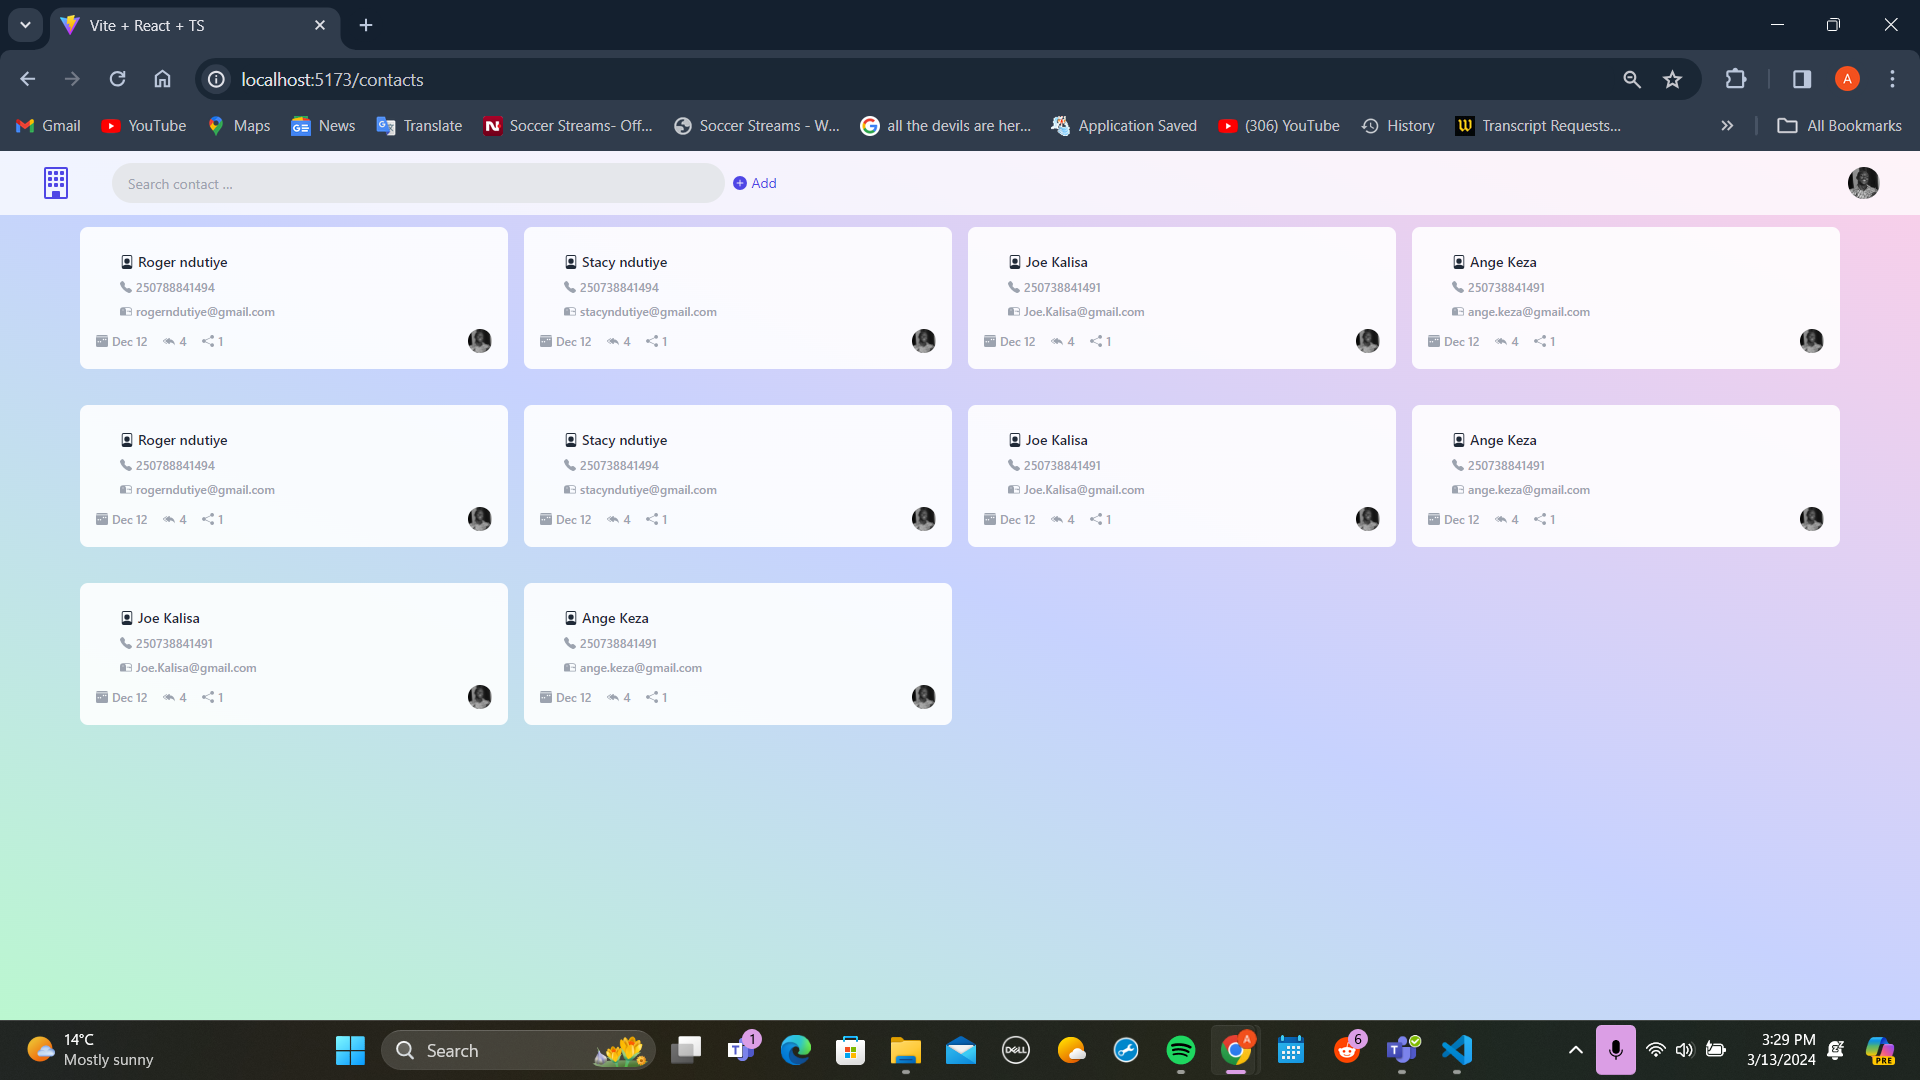 Vite + React + TS
localhost:5173/contacts
A
Gmail
YouTube
Maps
News
Translate
Soccer Streams- Off...
Soccer Streams - W...
all the devils are her...
Application Saved
(306) YouTube
History
Transcript Requests...
All Bookmarks
Search contact ...
Add
Roger ndutiye
250788841494
rogerndutiye@gmail.com
Dec 12 4 1
Stacy ndutiye
250738841494
stacyndutiye@gmail.com
Dec 12 4 1
Joe Kalisa
250738841491
Joe.Kalisa@gmail.com
Dec 12 4 1
Ange Keza
250738841491
ange.keza@gmail.com
Dec 12 4 1
Roger ndutiye
250788841494
rogerndutiye@gmail.com
Dec 12 4 1
Stacy ndutiye
250738841494
stacyndutiye@gmail.com
Dec 12 4 1
Joe Kalisa
250738841491
Joe.Kalisa@gmail.com
Dec 12 4 1
Ange Keza
250738841491
ange.keza@gmail.com
Dec 12 4 1
Joe Kalisa
250738841491
Joe.Kalisa@gmail.com
Dec 12 4 1
Ange Keza
250738841491
ange.keza@gmail.com
Dec 12 4 1
14°C
Mostly sunny
Search
1
DELL
A
6
3:29 PM
3/13/2024
PRE